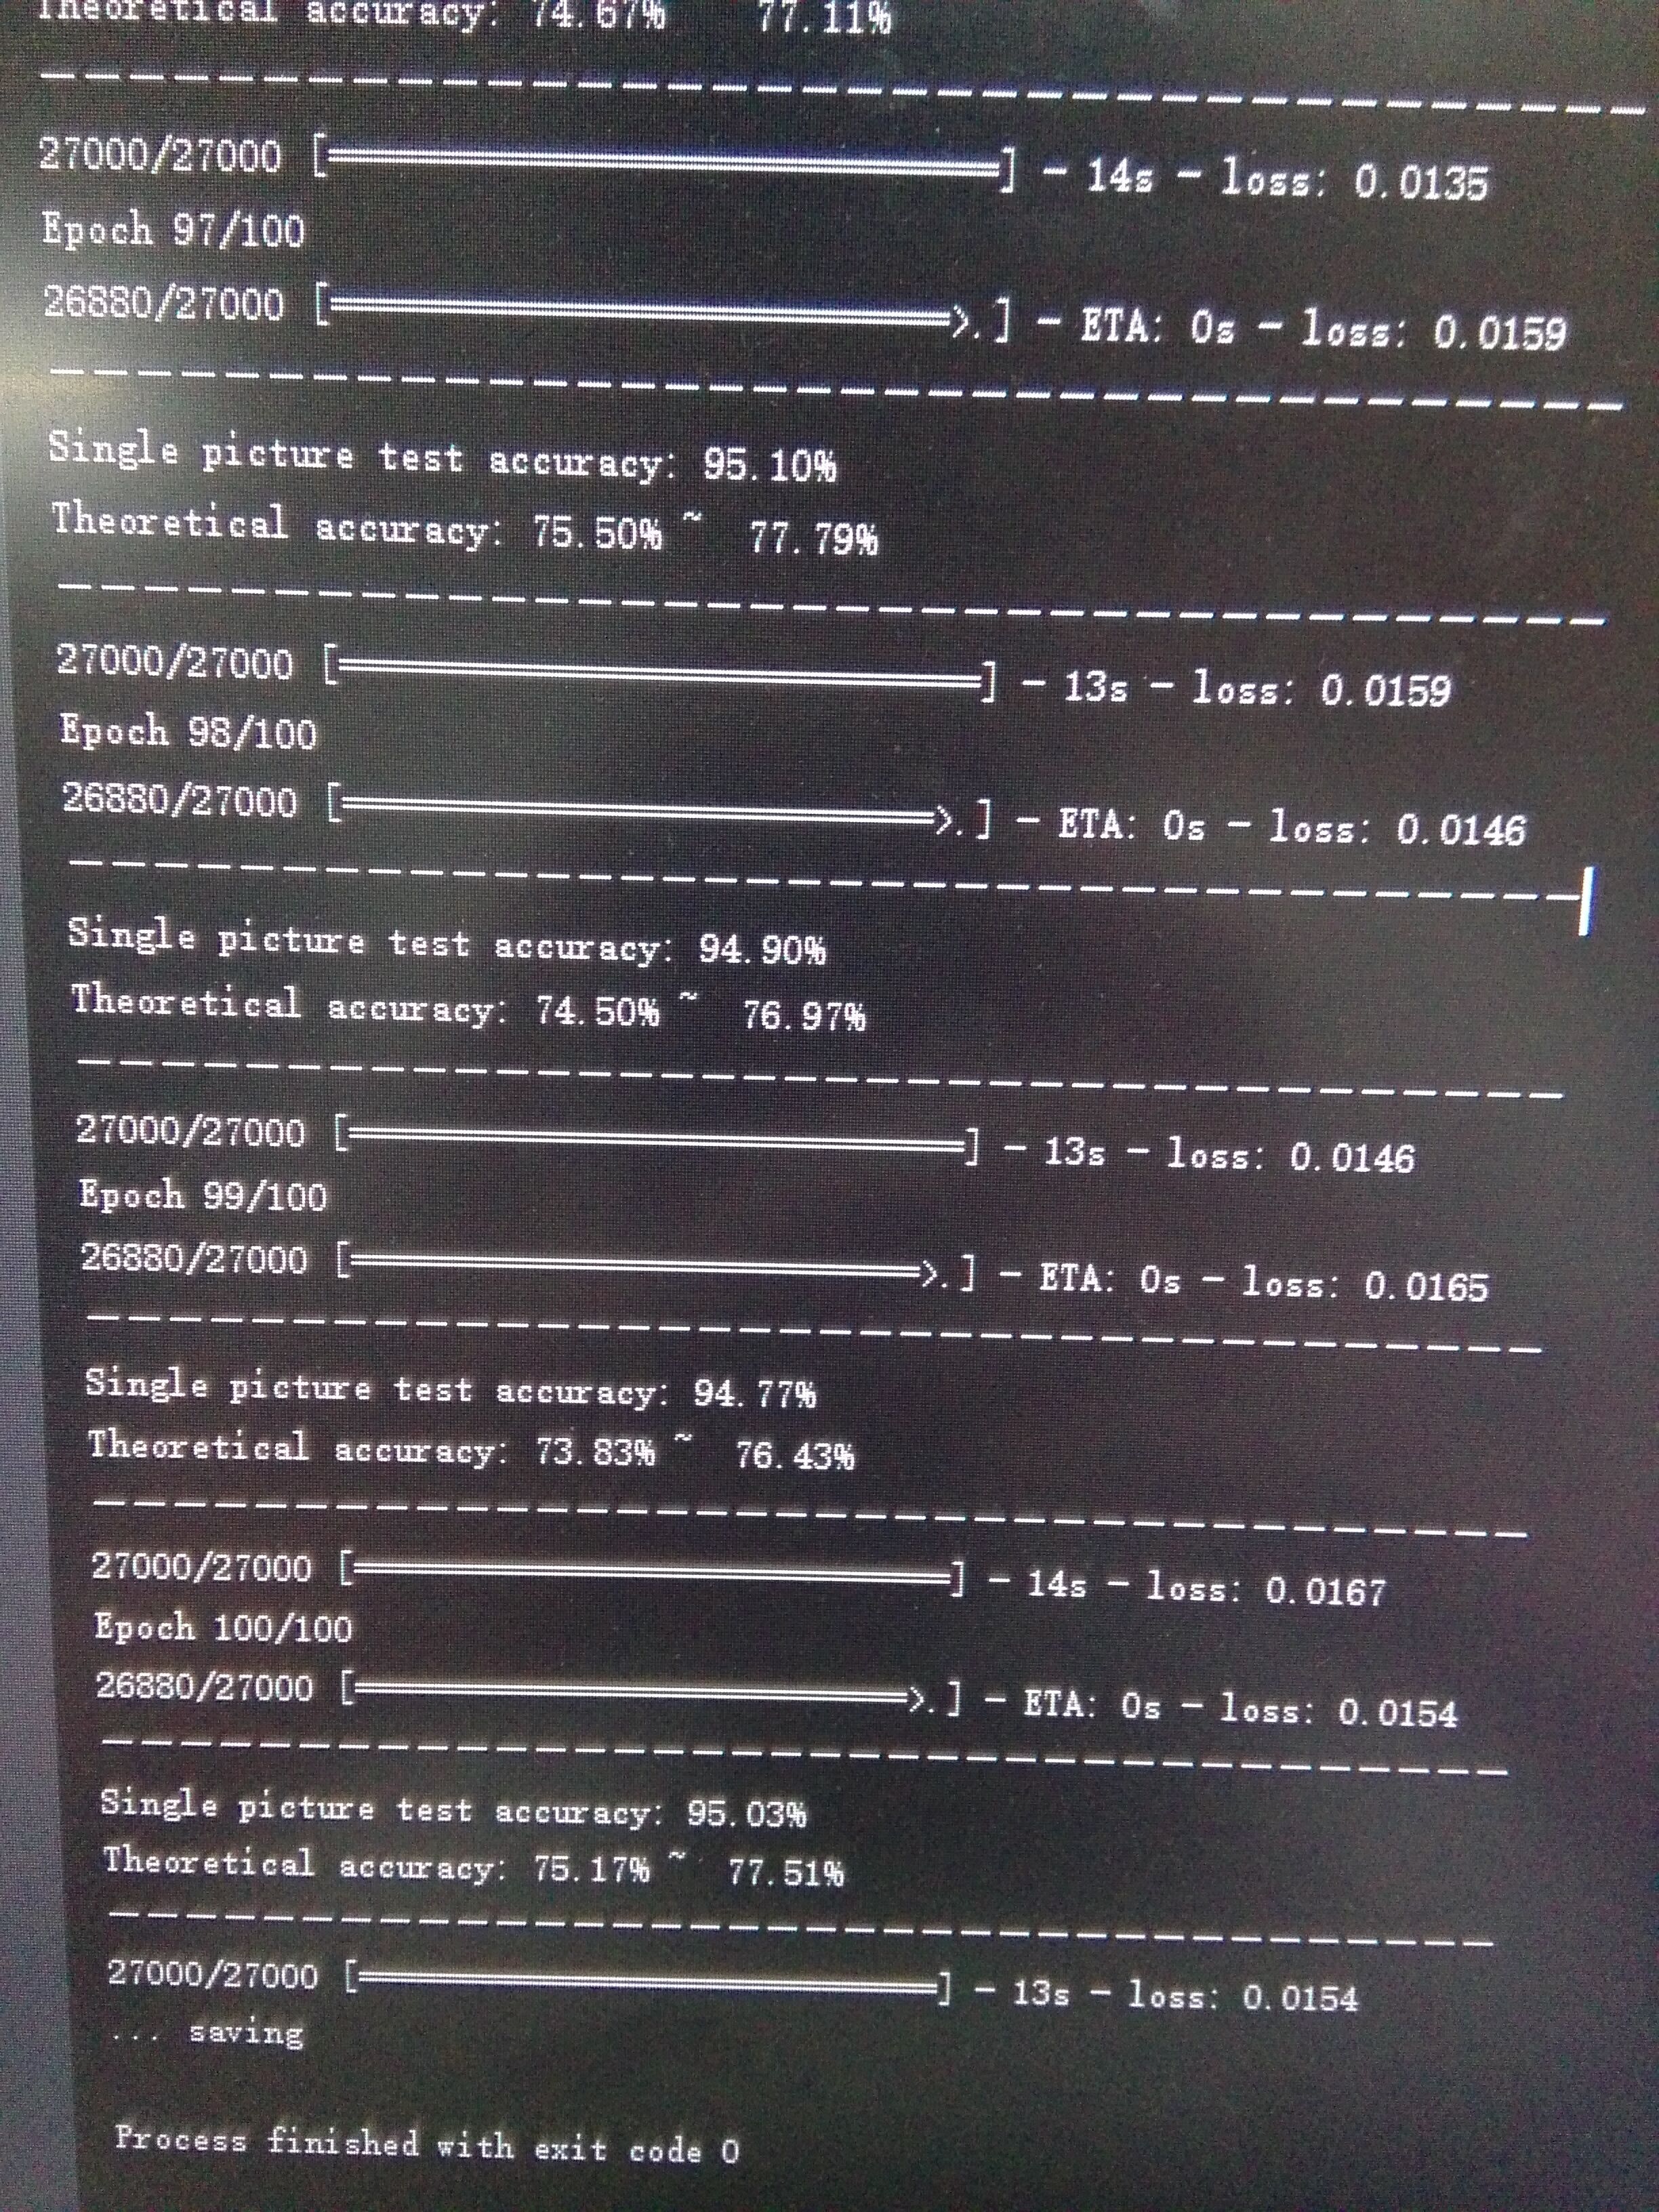 Theoretical accuracy: 74.67% 77.11%
------------------------------------
27000/27000 [==============================] - 14s - loss: 0.0135
Epoch 97/100
26880/27000 [============================>.] - ETA: 0s - loss: 0.0159
------------------------------------
Single picture test accuracy: 95.10%
Theoretical accuracy: 75.50% ~ 77.79%
------------------------------------
27000/27000 [==============================] - 13s - loss: 0.0159
Epoch 98/100
26880/27000 [============================>.] - ETA: 0s - loss: 0.0146
------------------------------------
Single picture test accuracy: 94.90%
Theoretical accuracy: 74.50% ~ 76.97%
------------------------------------
27000/27000 [==============================] - 13s - loss: 0.0146
Epoch 99/100
26880/27000 [============================>.] - ETA: 0s - loss: 0.0165
------------------------------------
Single picture test accuracy: 94.77%
Theoretical accuracy: 73.83% ~ 76.43%
------------------------------------
27000/27000 [==============================] - 14s - loss: 0.0167
Epoch 100/100
26880/27000 [============================>.] - ETA: 0s - loss: 0.0154
------------------------------------
Single picture test accuracy: 95.03%
Theoretical accuracy: 75.17% ~ 77.51%
------------------------------------
27000/27000 [==============================] - 13s - loss: 0.0154
... saving
Process finished with exit code 0